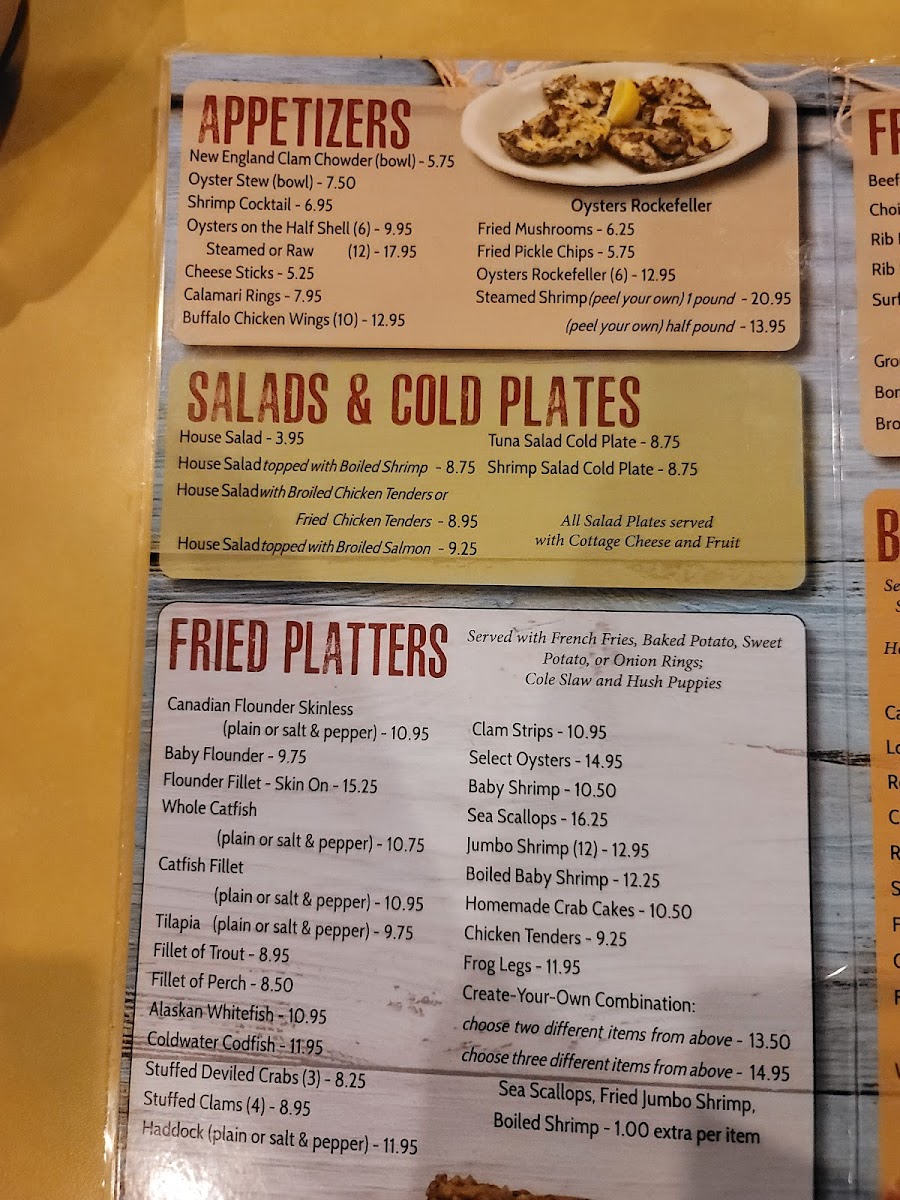 APPETIZERS
New England Clam Chowder (bowl) - 5.75
Oyster Stew (bowl) - 7.50
Shrimp Cocktail - 6.95
Oysters on the Half Shell (6) - 9.95
Steamed or Raw (12) - 17.95
Cheese Sticks - 5.25
Calamari Rings - 7.95
Buffalo Chicken Wings (10) - 12.95
Oysters Rockefeller
Fried Mushrooms - 6.25
Fried Pickle Chips - 5.75
Oysters Rockefeller (6) - 12.95
Steamed Shrimp (peel your own) 1 pound - 20.95
(peel your own) half pound - 13.95
SALADS & COLD PLATES
House Salad - 3.95
House Salad topped with Boiled Shrimp - 8.75
House Salad with Broiled Chicken Tenders or
Fried Chicken Tenders - 8.95
House Salad topped with Broiled Salmon - 9.25
Tuna Salad Cold Plate - 8.75
Shrimp Salad Cold Plate - 8.75
All Salad Plates served
with Cottage Cheese and Fruit
FRIED PLATTERS
Served with French Fries, Baked Potato, Sweet
Potato, or Onion Rings;
Cole Slaw and Hush Puppies
Canadian Flounder Skinless
(plain or salt & pepper) - 10.95
Baby Flounder - 9.75
Flounder Fillet - Skin On - 15.25
Whole Catfish
(plain or salt & pepper) - 10.75
Catfish Fillet
(plain or salt & pepper) - 10.95
Tilapia (plain or salt & pepper) - 9.75
Fillet of Trout - 8.95
Fillet of Perch - 8.50
Alaskan Whitefish - 10.95
Coldwater Codfish - 11.95
Stuffed Deviled Crabs (3) - 8.25
Stuffed Clams (4) - 8.95
Haddock (plain or salt & pepper) - 11.95
Clam Strips - 10.95
Select Oysters - 14.95
Baby Shrimp - 10.50
Sea Scallops - 16.25
Jumbo Shrimp (12) - 12.95
Boiled Baby Shrimp - 12.25
Homemade Crab Cakes - 10.50
Chicken Tenders - 9.25
Frog Legs - 11.95
Create-Your-Own Combination:
choose two different items from above - 13.50
choose three different items from above - 14.95
Sea Scallops, Fried Jumbo Shrimp,
Boiled Shrimp - 1.00 extra per item
Beef
Rib
Rib